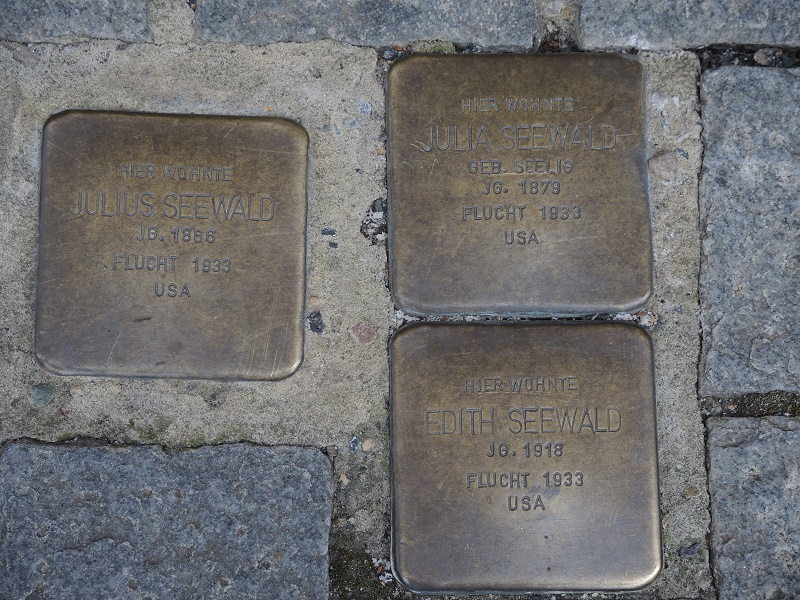 HIER WOHNTE
JULIUS SEEWALD
JG. 1866
FLUCHT 1933
USA
HIER WOHNTE
JULIA SEEWALD
GEB. SEELIG
JG. 1879
FLUCHT 1933
USA
HIER WOHNTE
EDITH SEEWALD
JG. 1918
FLUCHT 1933
USA